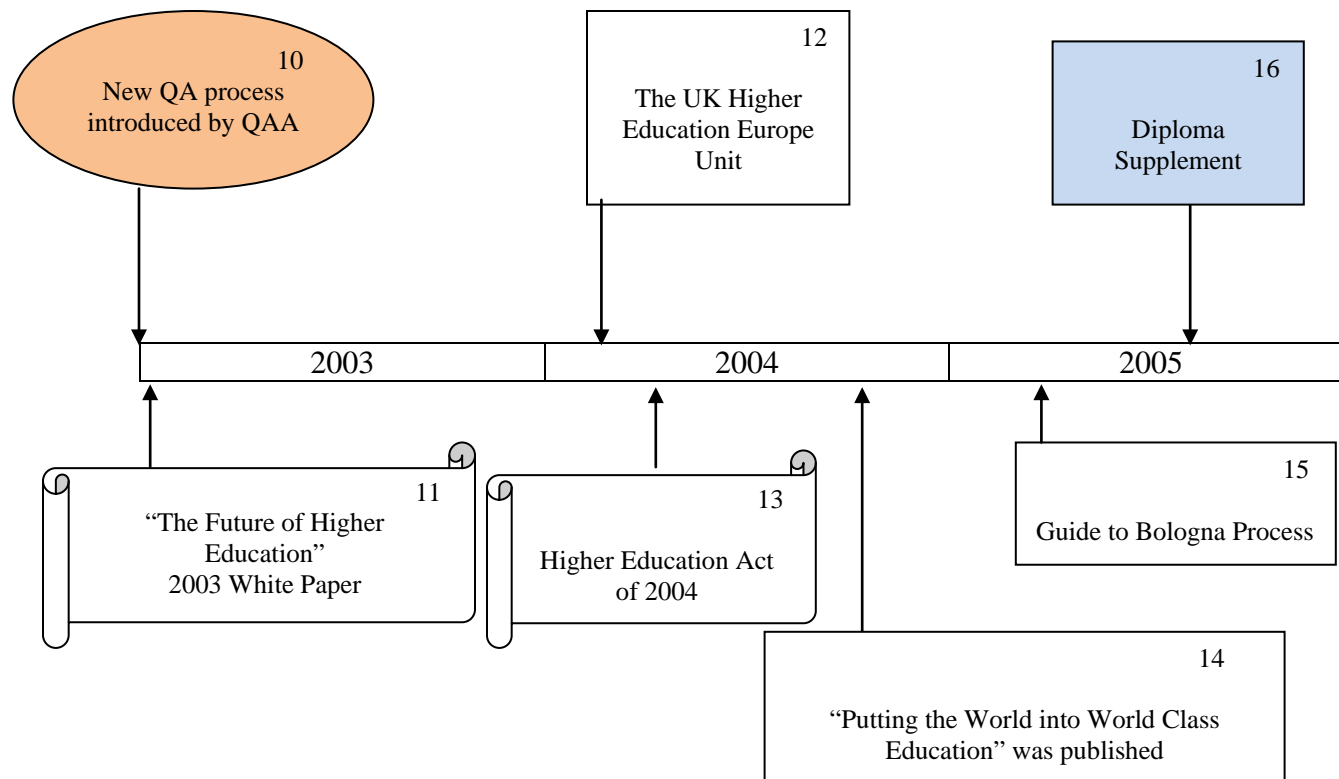 10
New QA process
introduced by QAA
12
The UK Higher
Education Europe
Unit
16
Diploma
Supplement
2003
2004
2005
11
“The Future of Higher
Education”
2003 White Paper
13
Higher Education Act
of 2004
15
Guide to Bologna Process
14
“Putting the World into World Class
Education” was published